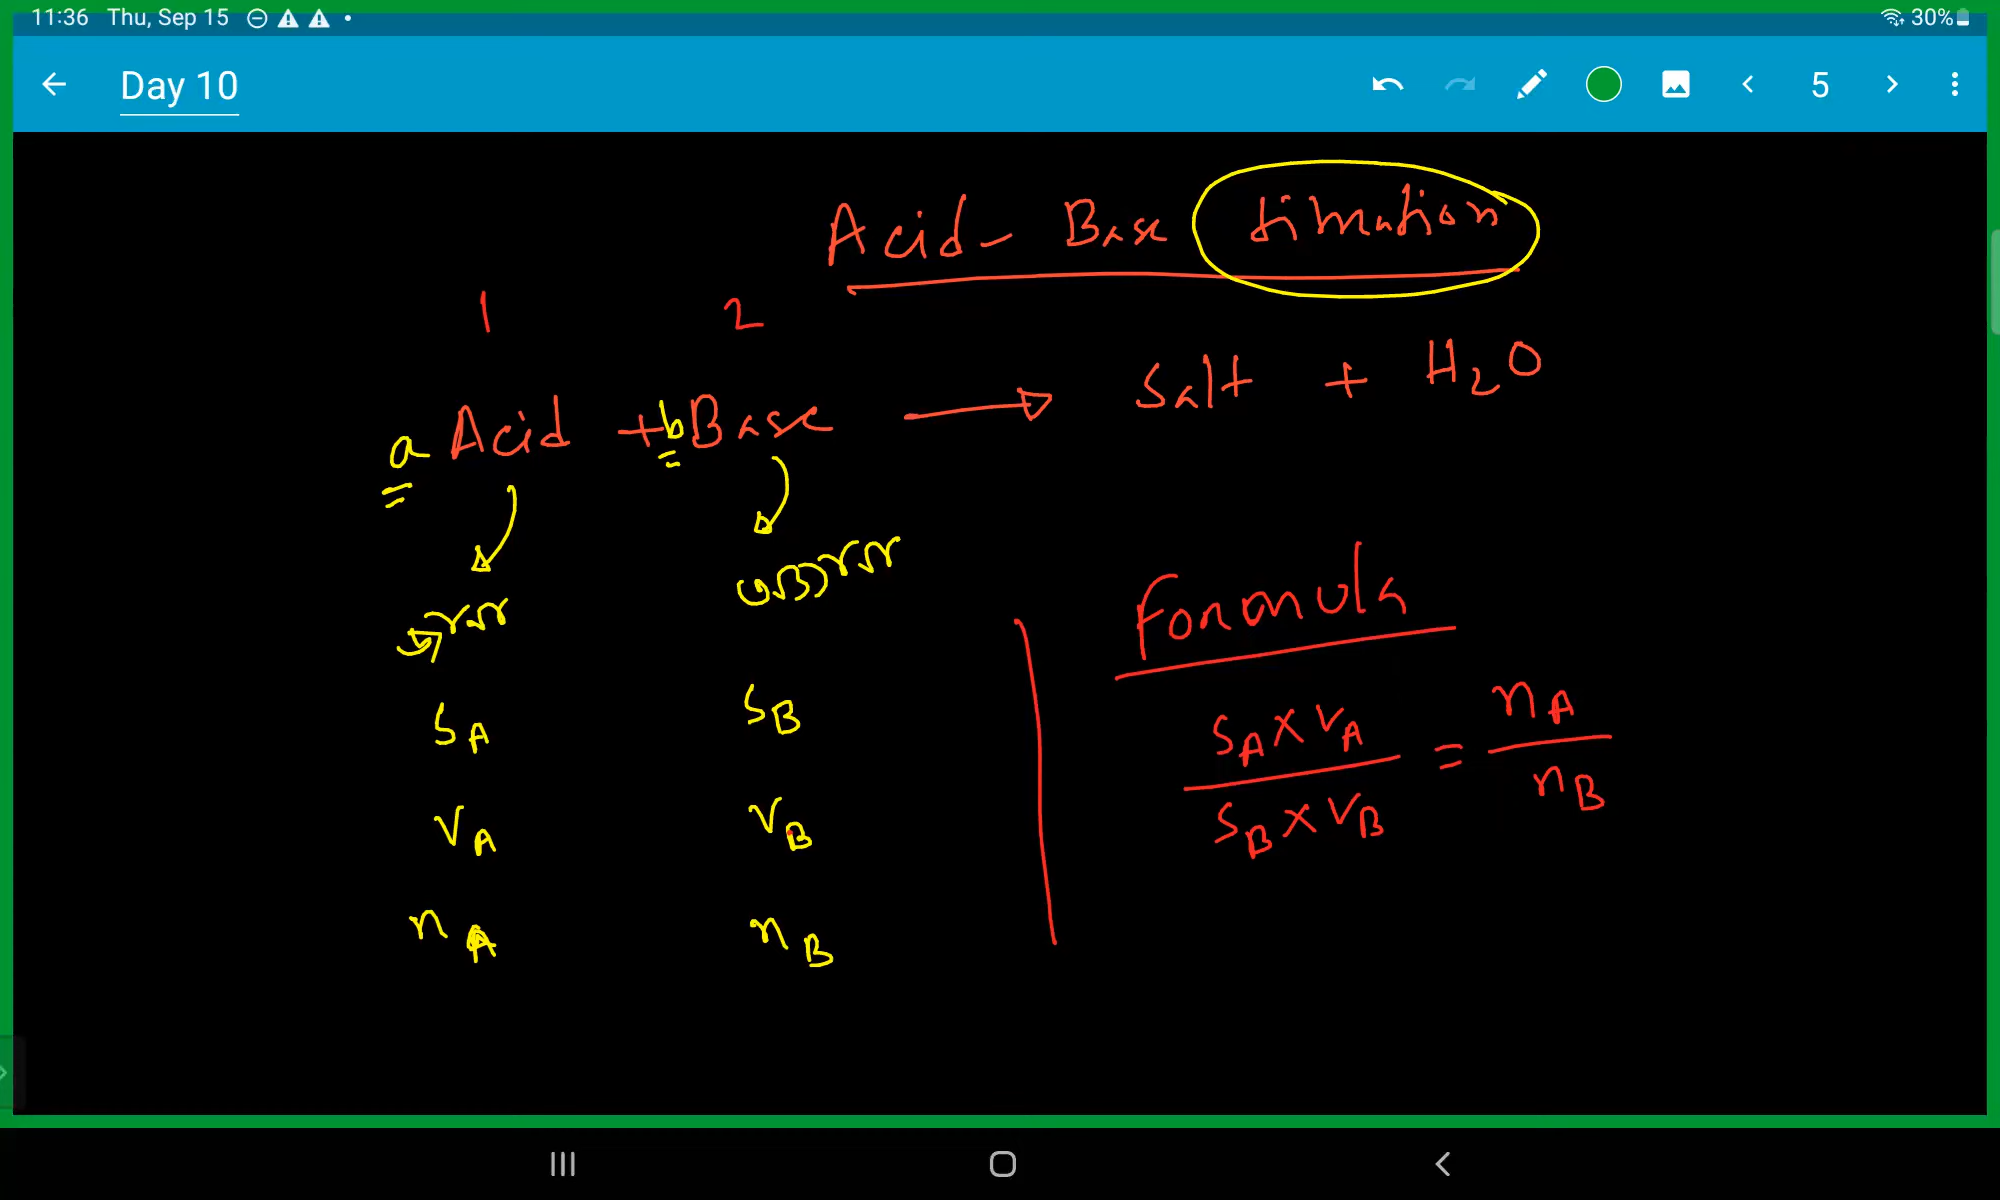 11:36 Thu, Sep 15 30%
Day 10 5
Acid - Base titration
1 2
a Acid + b Base → Salt + H2O
Formula
SA SB
SA x VA / SB x VB = nA / nB
VA VB
nA nB